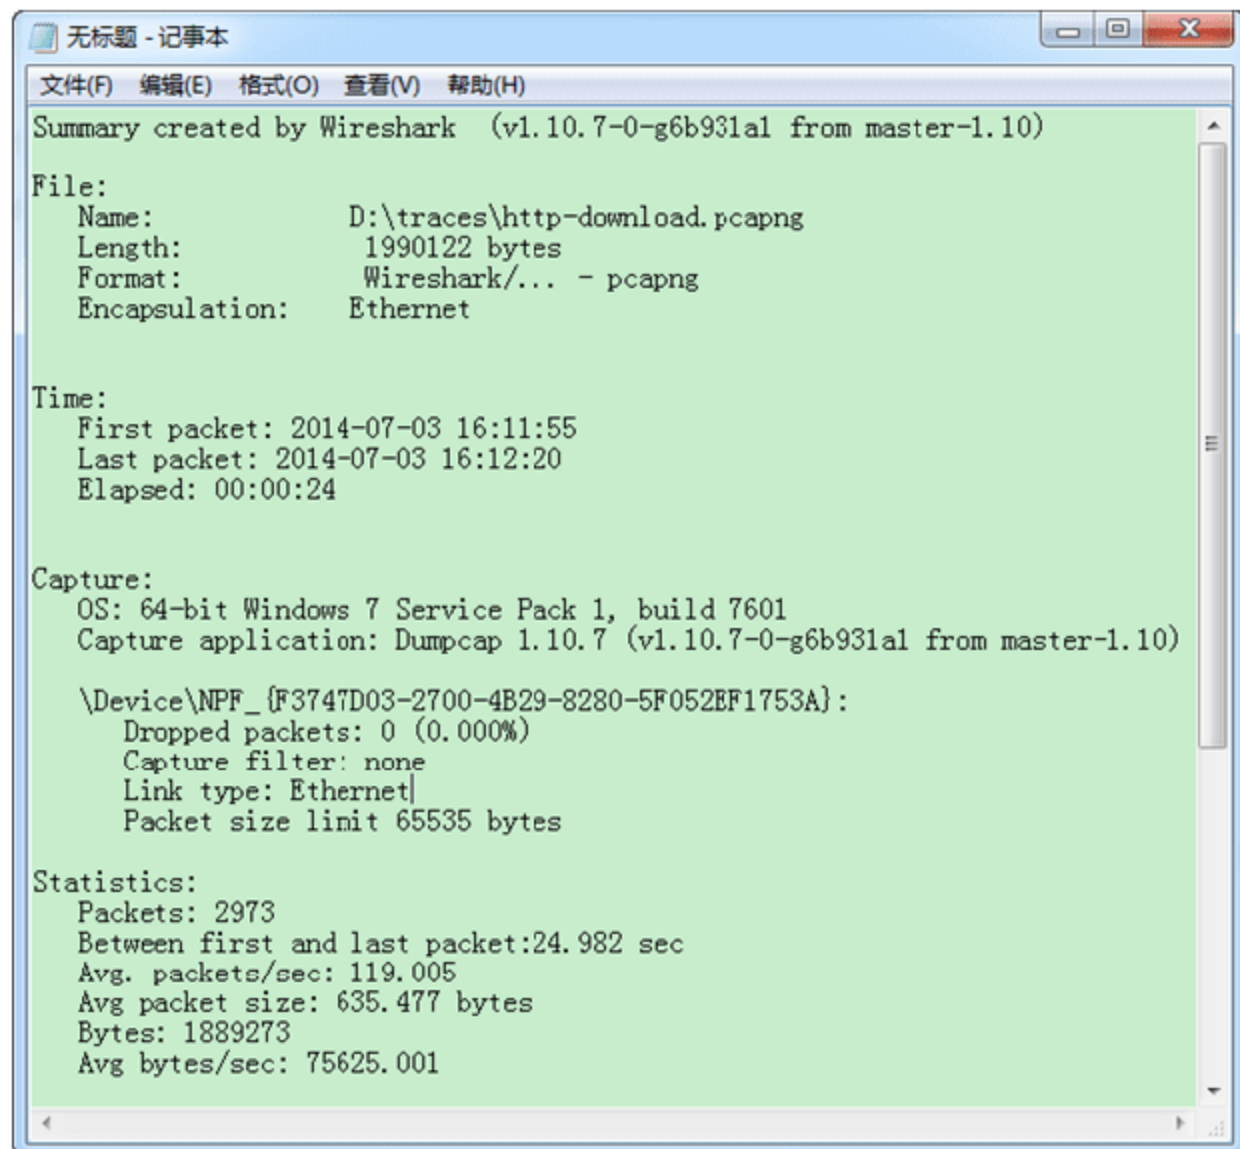 无标题 - 记事本
文件(F) 编辑(E) 格式(O) 查看(V) 帮助(H)
Summary created by Wireshark (v1.10.7-0-g6b931a1 from master-1.10)
File:
Name: D:\traces\http-download.pcapng
Length: 1990122 bytes
Format: Wireshark/... - pcapng
Encapsulation: Ethernet
Time:
First packet: 2014-07-03 16:11:55
Last packet: 2014-07-03 16:12:20
Elapsed: 00:00:24
Capture:
OS: 64-bit Windows 7 Service Pack 1, build 7601
Capture application: Dumpcap 1.10.7 (v1.10.7-0-g6b931a1 from master-1.10)
\Device\NPF_{F3747D03-2700-4B29-8280-5F052EF1753A}:
Dropped packets: 0 (0.000%)
Capture filter: none
Link type: Ethernet
Packet size limit 65535 bytes
Statistics:
Packets: 2973
Between first and last packet:24.982 sec
Avg. packets/sec: 119.005
Avg packet size: 635.477 bytes
Bytes: 1889273
Avg bytes/sec: 75625.001